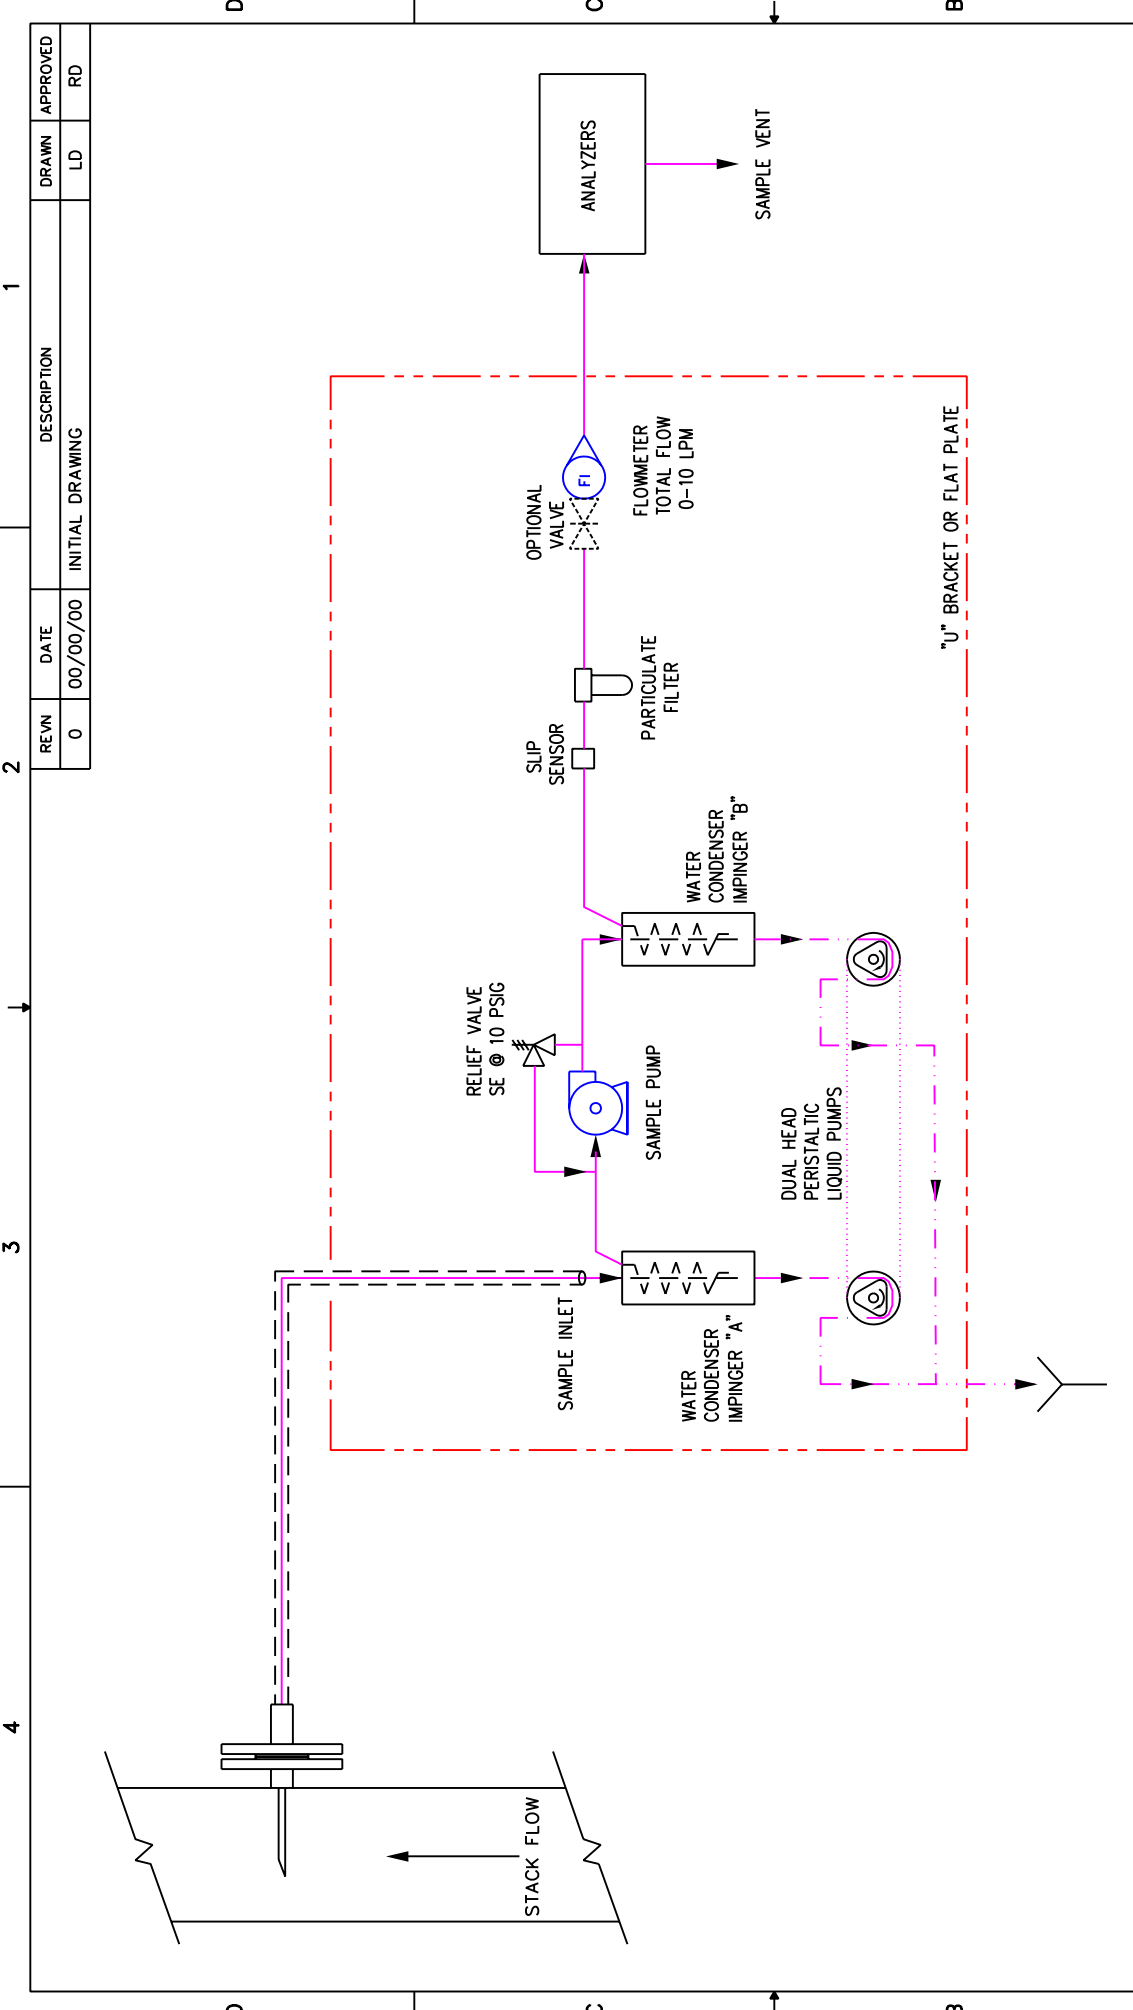 4
3
2
1
D
D
C
C
B
B
REVN DATE DESCRIPTION DRAWN APPROVED
0 00/00/00 INITIAL DRAWING LD RD
STACK FLOW
SAMPLE INLET
WATER
CONDENSER
IMPINGER "A"
RELIEF VALVE
SE @ 10 PSIG
SAMPLE PUMP
WATER
CONDENSER
IMPINGER "B"
DUAL HEAD
PERISTALTIC
LIQUID PUMPS
SLIP
SENSOR
PARTICULATE
FILTER
OPTIONAL
VALVE
FI
FLOWMETER
TOTAL FLOW
0-10 LPM
"U" BRACKET OR FLAT PLATE
ANALYZERS
SAMPLE VENT